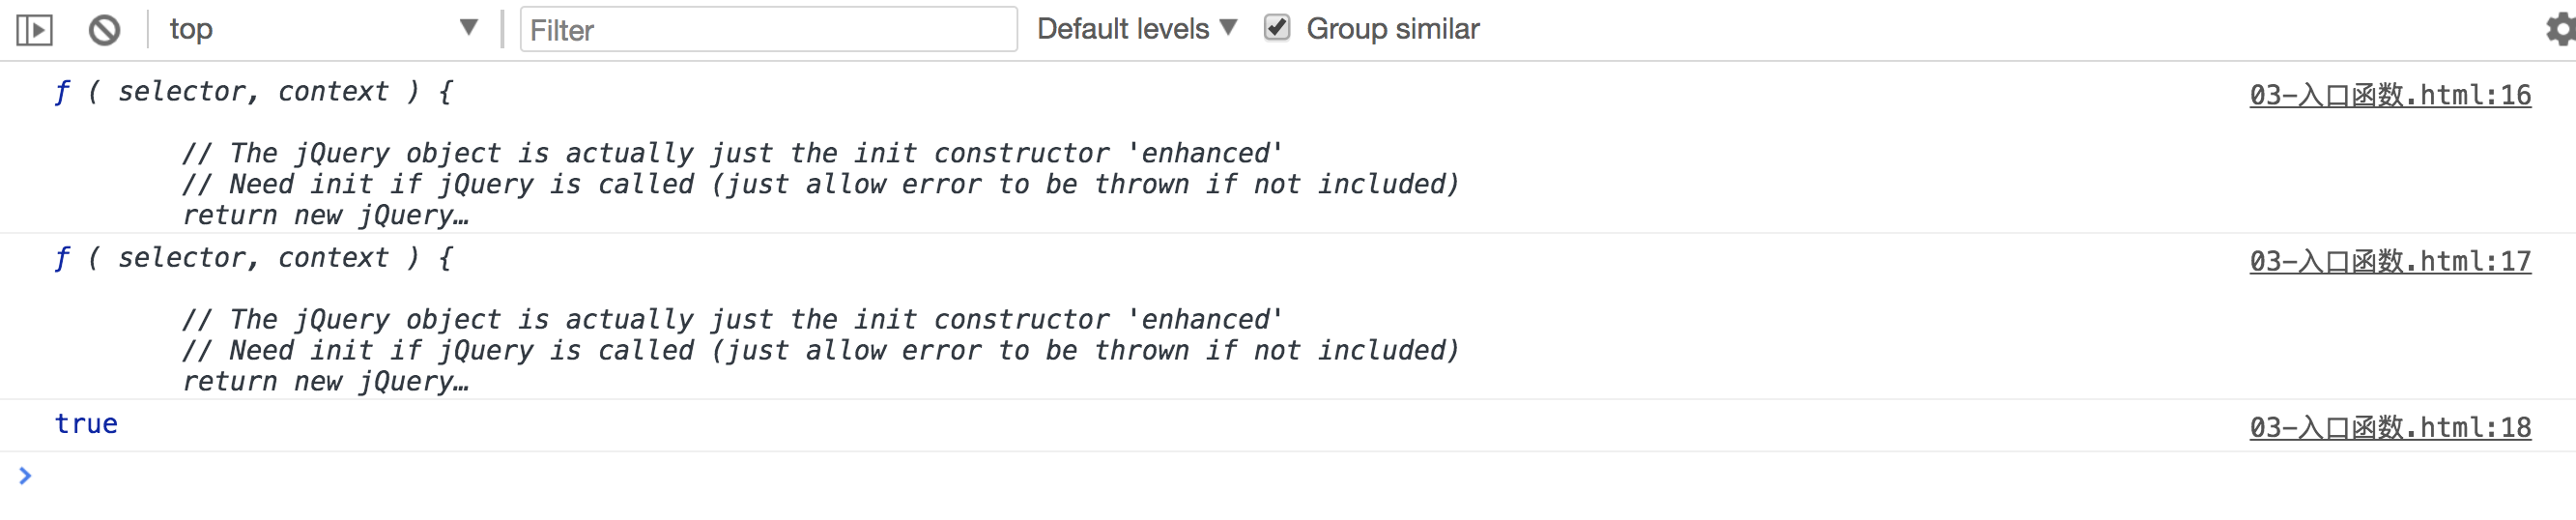 top Filter Default levels Group similar
f ( selector, context ) { 03-入口函数.html:16
// The jQuery object is actually just the init constructor 'enhanced'
// Need init if jQuery is called (just allow error to be thrown if not included)
return new jQuery…
f ( selector, context ) { 03-入口函数.html:17
// The jQuery object is actually just the init constructor 'enhanced'
// Need init if jQuery is called (just allow error to be thrown if not included)
return new jQuery…
true 03-入口函数.html:18